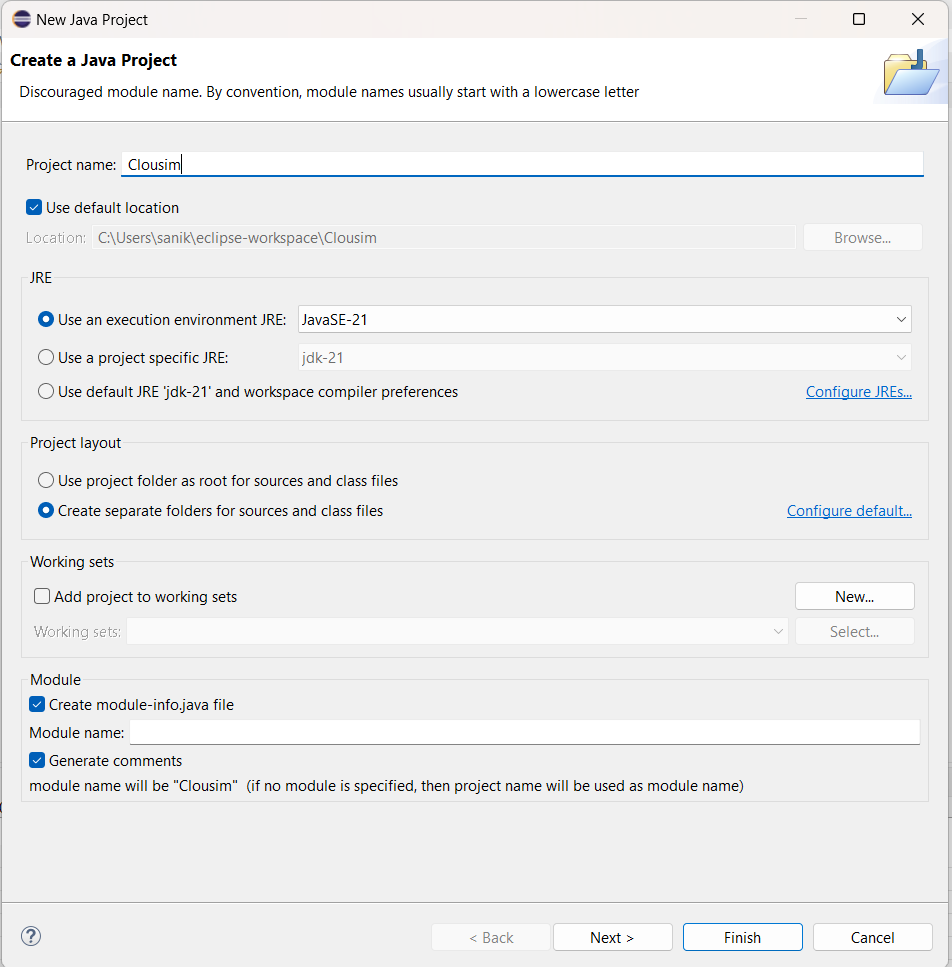 New Java Project
Create a Java Project
Discouraged module name. By convention, module names usually start with a lowercase letter
Project name: Clousim
Use default location
Location: C:\Users\sanik\eclipse-workspace\Clousim Browse...
JRE
Use an execution environment JRE: JavaSE-21
Use a project specific JRE: jdk-21
Use default JRE 'jdk-21' and workspace compiler preferences Configure JREs...
Project layout
Use project folder as root for sources and class files
Create separate folders for sources and class files Configure default...
Working sets
Add project to working sets New...
Working sets: Select...
Module
Create module-info.java file
Module name:
Generate comments
module name will be "Clousim" (if no module is specified, then project name will be used as module name)
? < Back Next > Finish Cancel